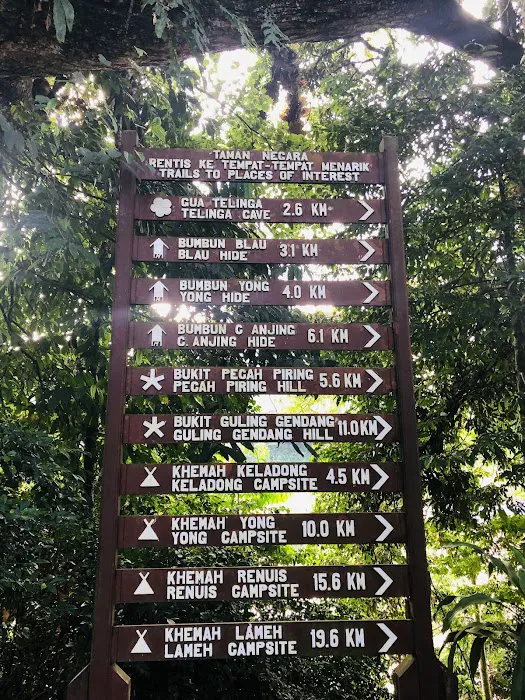 TAMAN NEGARA
RENTIS KE TEMPAT-TEMPAT MENARIK
TRAILS TO PLACES OF INTEREST
GUA TELINGA
TELINGA CAVE 2.6 KM
BUMBUN BLAU
BLAU HIDE 3.1 KM
BUMBUN YONG
YONG HIDE 4.0 KM
BUMBUN C ANJING
C. ANJING HIDE 6.1 KM
BUKIT PECAH PIRING
PECAH PIRING HILL 5.6 KM
BUKIT GULING GENDANG
GULING GENDANG HILL 11.0 KM
KHEMAH KELADONG
KELADONG CAMPSITE 4.5 KM
KHEMAH YONG
YONG CAMPSITE 10.0 KM
KHEMAH RENUIS
RENUIS CAMPSITE 15.6 KM
KHEMAH LAMEH
LAMEH CAMPSITE 19.6 KM